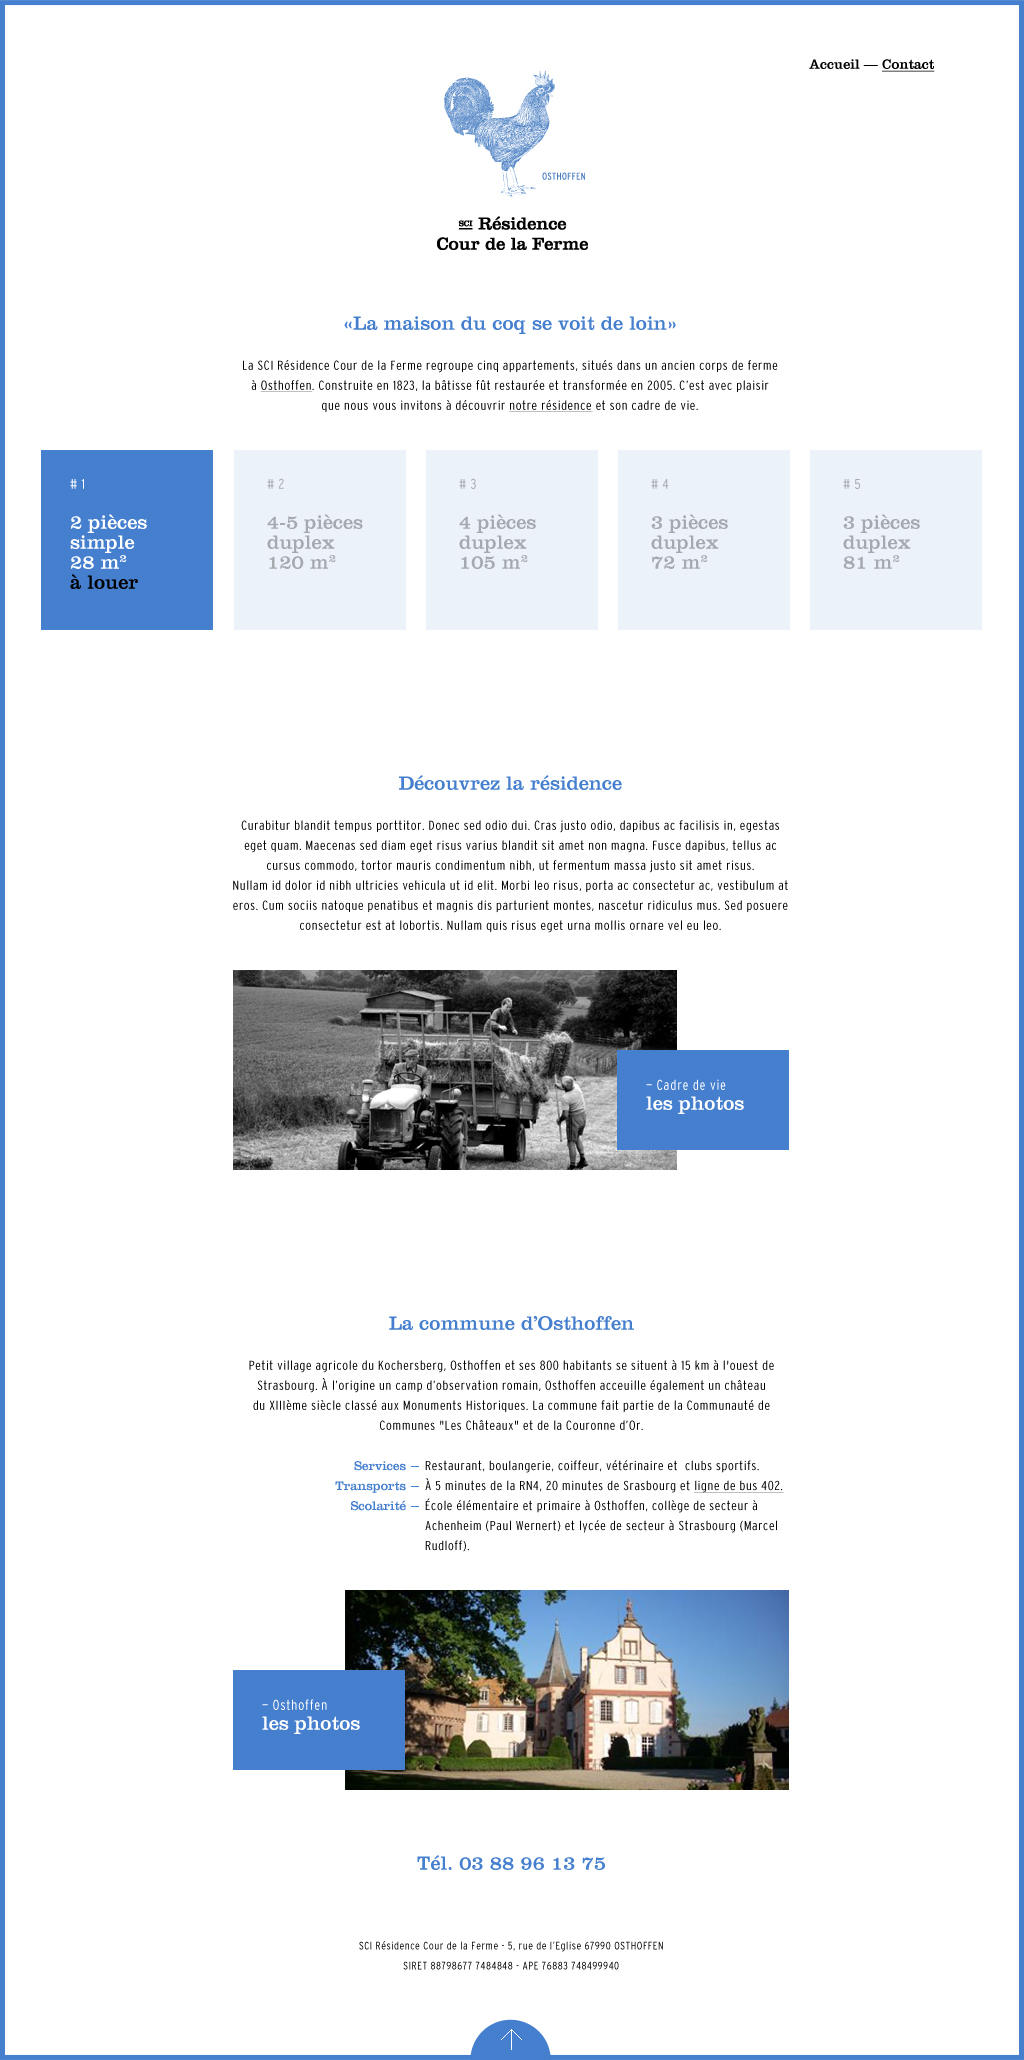 Accueil — Contact
OSTHOFFEN
SCI Résidence
Cour de la Ferme
«La maison du coq se voit de loin»
La SCI Résidence Cour de la Ferme regroupe cinq appartements, situés dans un ancien corps de ferme
à Osthoffen. Construite en 1823, la bâtisse fût restaurée et transformée en 2005. C'est avec plaisir
que nous vous invitons à découvrir notre résidence et son cadre de vie.
# 1
2 pièces
simple
28 m²
à louer
# 2
4-5 pièces
duplex
120 m²
# 3
4 pièces
duplex
105 m²
# 4
3 pièces
duplex
72 m²
# 5
3 pièces
duplex
81 m²
Découvrez la résidence
Curabitur blandit tempus porttitor. Donec sed odio dui. Cras justo odio, dapibus ac facilisis in, egestas
eget quam. Maecenas sed diam eget risus varius blandit sit amet non magna. Fusce dapibus, tellus ac
cursus commodo, tortor mauris condimentum nibh, ut fermentum massa justo sit amet risus.
Nullam id dolor id nibh ultricies vehicula ut id elit. Morbi leo risus, porta ac consectetur ac, vestibulum at
eros. Cum sociis natoque penatibus et magnis dis parturient montes, nascetur ridiculus mus. Sed posuere
consectetur est at lobortis. Nullam quis risus eget urna mollis ornare vel eu leo.
– Cadre de vie
les photos
La commune d’Osthoffen
Petit village agricole du Kochersberg, Osthoffen et ses 800 habitants se situent à 15 km à l'ouest de
Strasbourg. À l'origine un camp d'observation romain, Osthoffen acceuille également un château
du XIIIème siècle classé aux Monuments Historiques. La commune fait partie de la Communauté de
Communes "Les Châteaux" et de la Couronne d'Or.
Services – Restaurant, boulangerie, coiffeur, vétérinaire et clubs sportifs.
Transports – À 5 minutes de la RN4, 20 minutes de Srasbourg et ligne de bus 402.
Scolarité – École élémentaire et primaire à Osthoffen, collège de secteur à
Achenheim (Paul Wernert) et lycée de secteur à Strasbourg (Marcel
Rudloff).
– Osthoffen
les photos
Tél. 03 88 96 13 75
SCI Résidence Cour de la Ferme - 5, rue de l'Eglise 67990 OSTHOFFEN
SIRET 88798677 7484848 - APE 76883 748499940